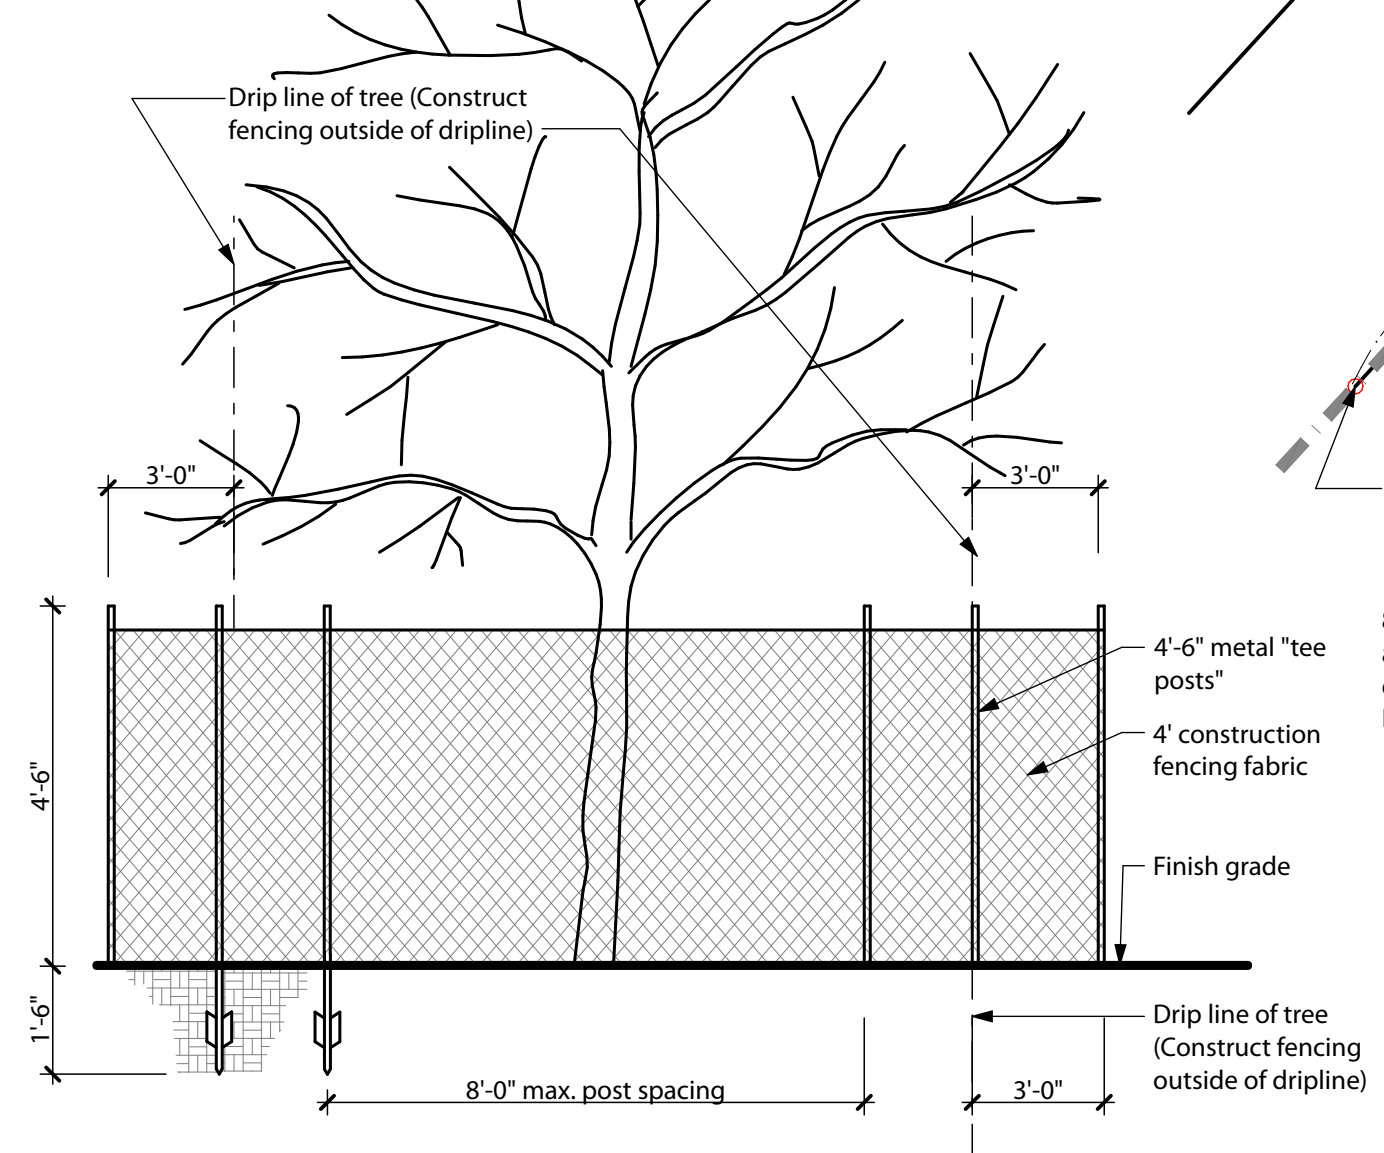 Drip line of tree (Construct
fencing outside of dripline)
3'-0"
3'-0"
4'-6" metal "tee
posts"
4' construction
fencing fabric
4'-6"
Finish grade
1'-6"
Drip line of tree
(Construct fencing
outside of dripline)
8'-0" max. post spacing
3'-0"